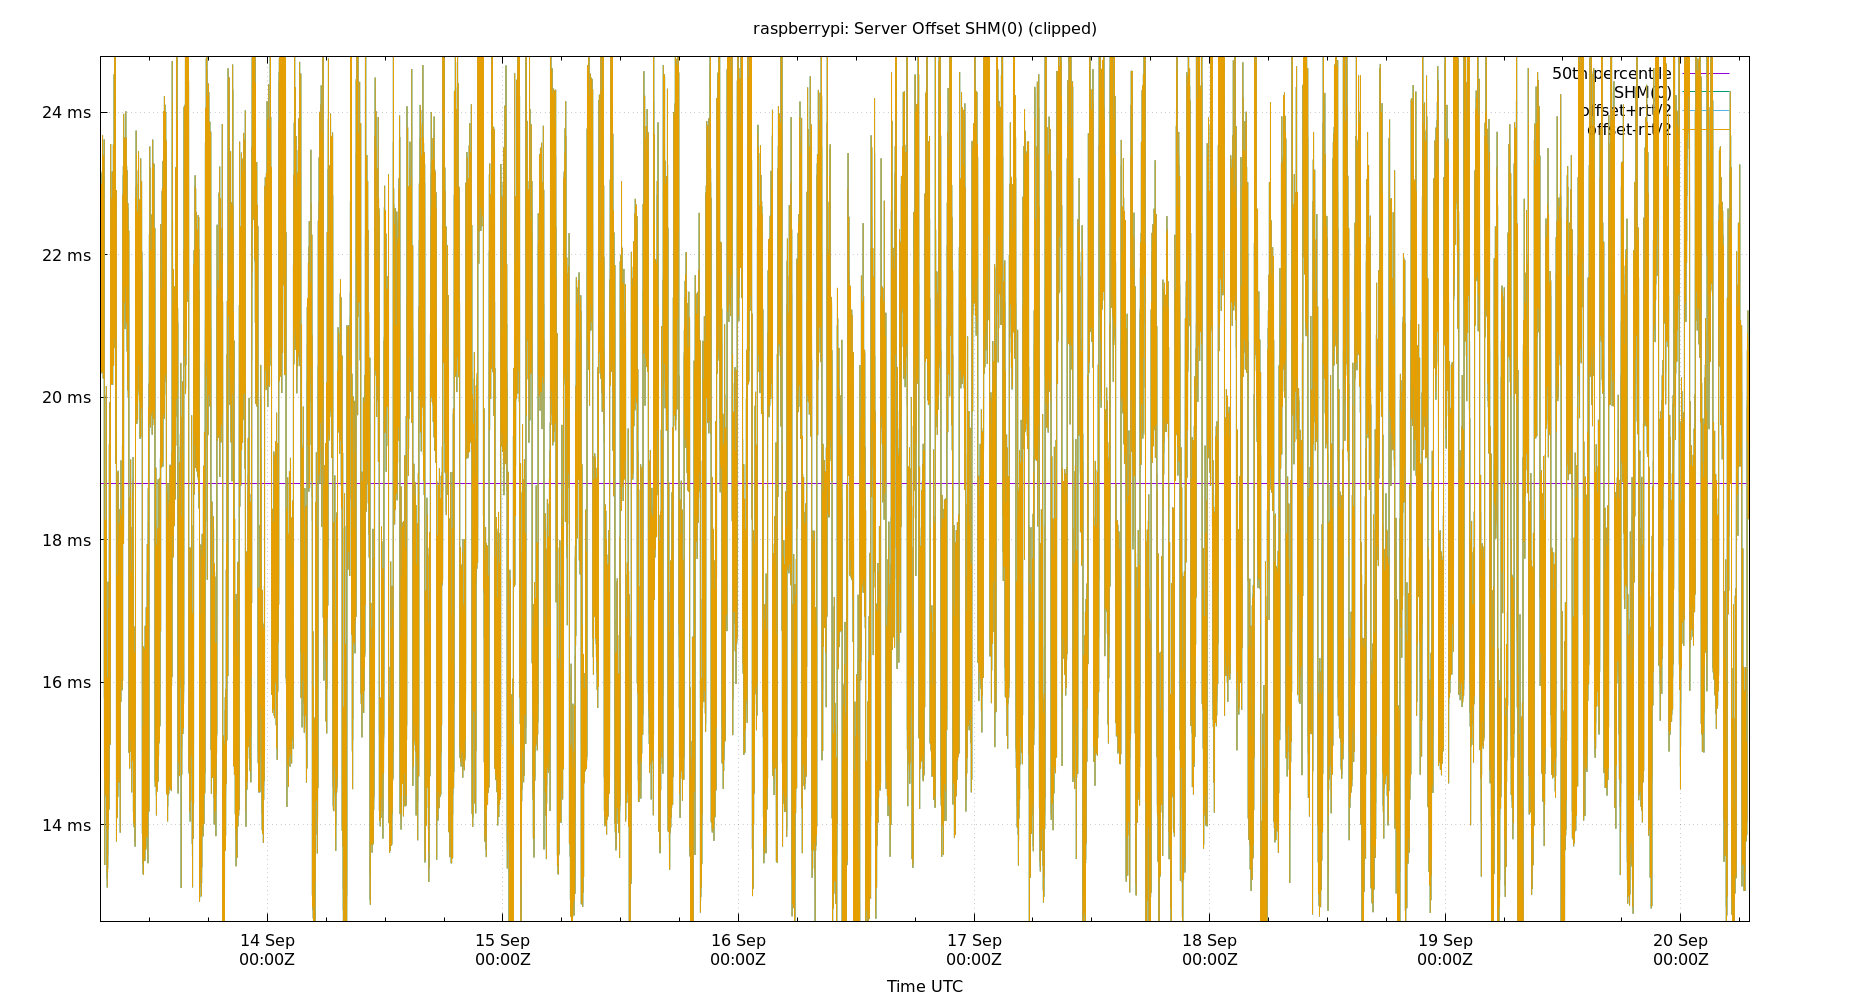 raspberrypi: Server Offset SHM(0) (clipped)
50th percentile
SHM(0)
offset+rtt/2
offset-rtt/2
24 ms
22 ms
20 ms
18 ms
16 ms
14 ms
14 Sep 15 Sep 16 Sep 17 Sep 18 Sep 19 Sep 20 Sep
00:00Z 00:00Z 00:00Z 00:00Z 00:00Z 00:00Z 00:00Z
Time UTC